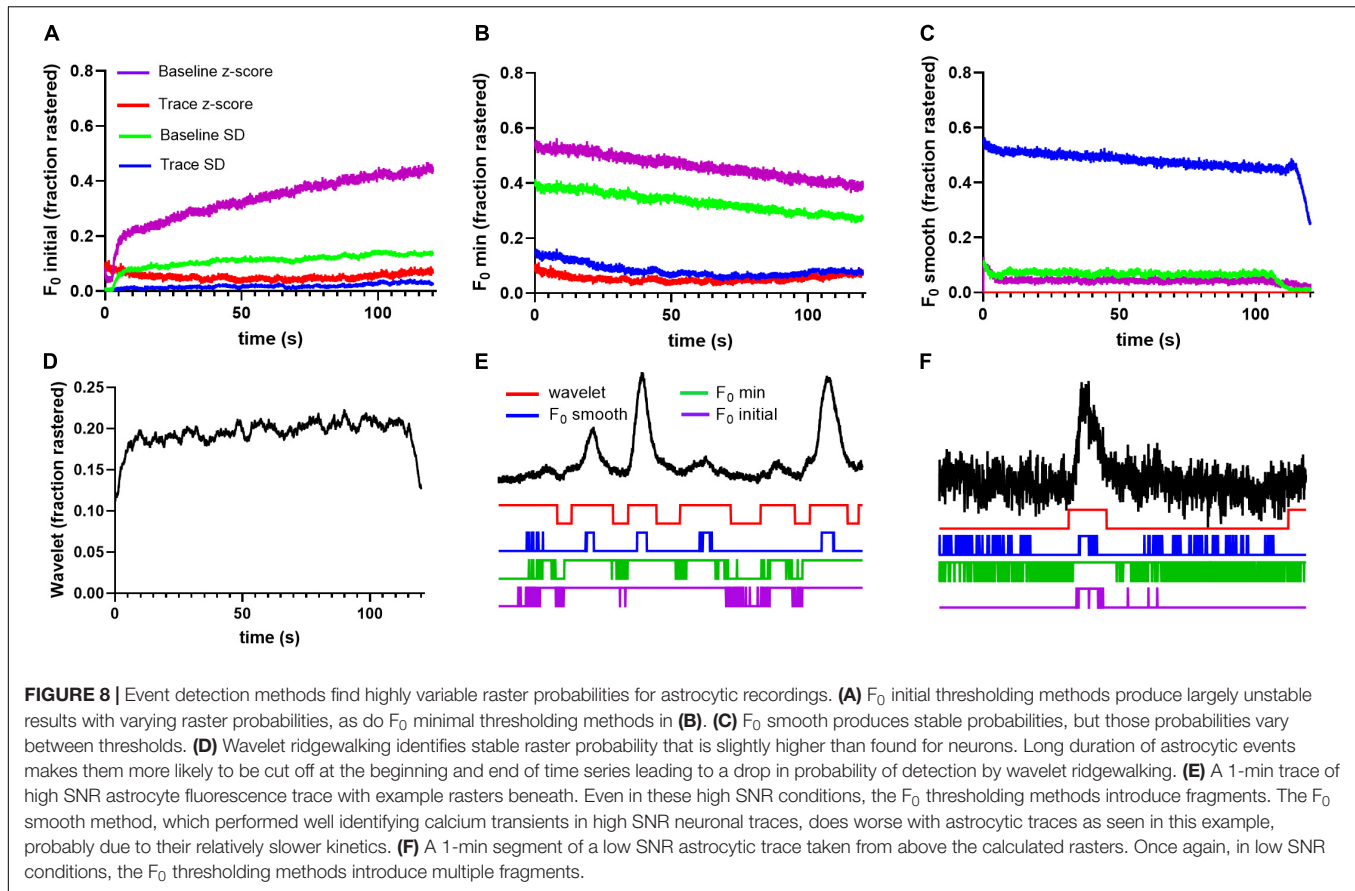 A
F₀ initial (fraction rastered)
0.8
0.6
0.4
0.2
0.0
Baseline z-score
Trace z-score
Baseline SD
Trace SD
0
50
100
time (s)
B
F₀ min (fraction rastered)
0.8
0.6
0.4
0.2
0.0
0
50
100
time (s)
C
F₀ smooth (fraction rastered)
0.8
0.6
0.4
0.2
0.0
0
50
100
time (s)
D
Wavelet (fraction rastered)
0.25
0.20
0.15
0.10
0.05
0.00
0
50
100
time (s)
E
wavelet
F₀ smooth
F₀ min
F₀ initial
F
FIGURE 8 | Event detection methods find highly variable raster probabilities for astrocytic recordings. (A) F₀ initial thresholding methods produce largely unstable
results with varying raster probabilities, as do F₀ minimal thresholding methods in (B). (C) F₀ smooth produces stable probabilities, but those probabilities vary
between thresholds. (D) Wavelet ridgewalking identifies stable raster probability that is slightly higher than found for neurons. Long duration of astrocytic events
makes them more likely to be cut off at the beginning and end of time series leading to a drop in probability of detection by wavelet ridgewalking. (E) A 1-min trace of
high SNR astrocyte fluorescence trace with example rasters beneath. Even in these high SNR conditions, the F₀ thresholding methods introduce fragments. The F₀
smooth method, which performed well identifying calcium transients in high SNR neuronal traces, does worse with astrocytic traces as seen in this example,
probably due to their relatively slower kinetics. (F) A 1-min segment of a low SNR astrocytic trace taken from above the calculated rasters. Once again, in low SNR
conditions, the F₀ thresholding methods introduce multiple fragments.